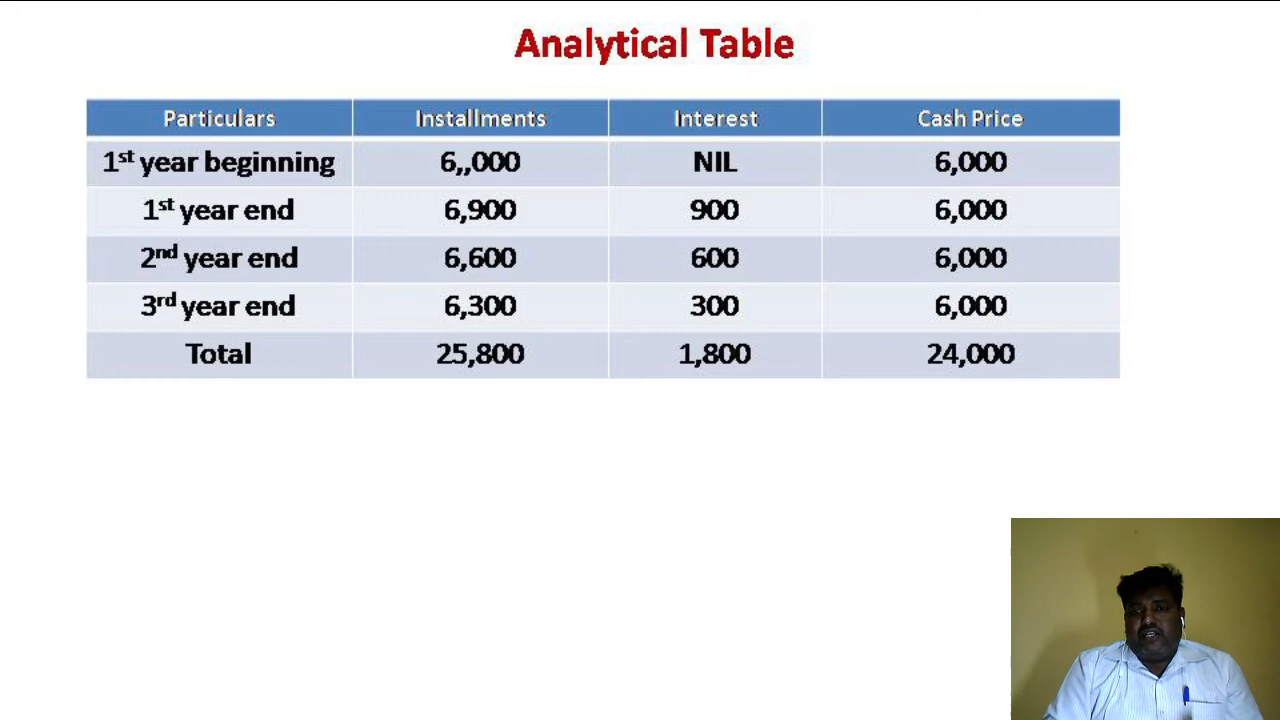 Analytical Table
Particulars Installments Interest Cash Price
1st year beginning 6,,000 NIL 6,000
1st year end 6,900 900 6,000
2nd year end 6,600 600 6,000
3rd year end 6,300 300 6,000
Total 25,800 1,800 24,000